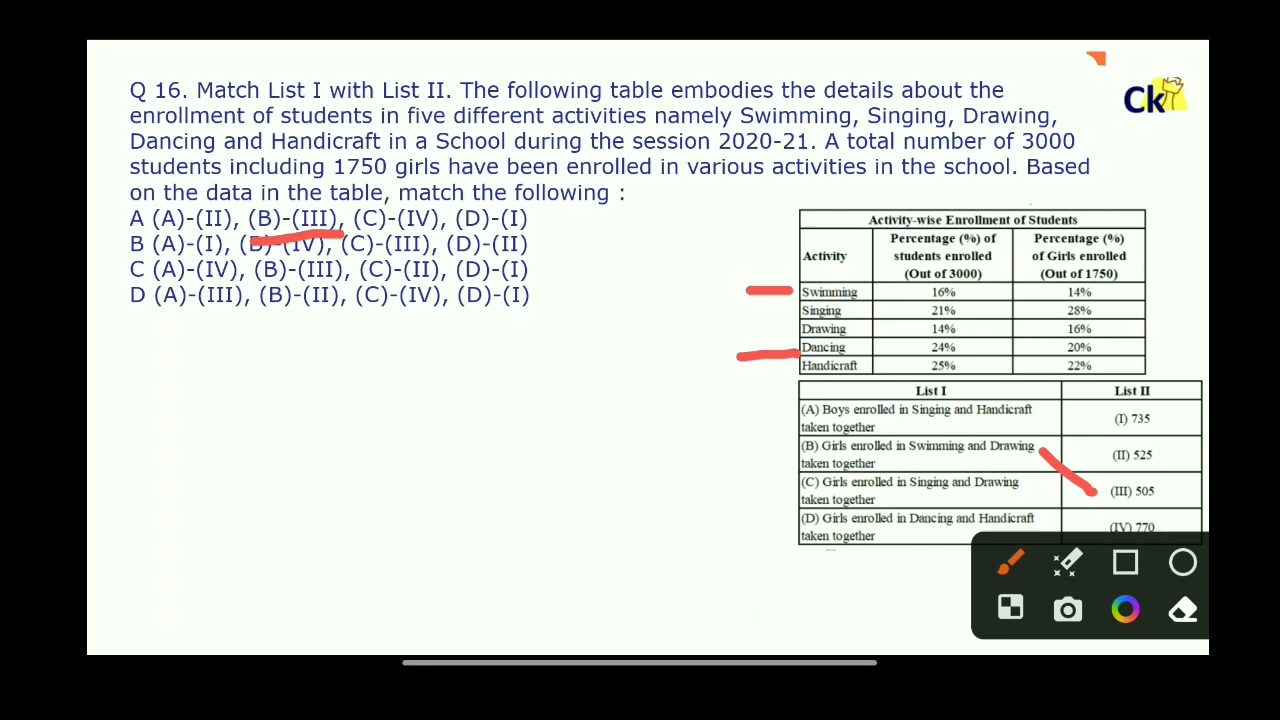 Q 16. Match List I with List II. The following table embodies the details about the
enrollment of students in five different activities namely Swimming, Singing, Drawing,
Dancing and Handicraft in a School during the session 2020-21. A total number of 3000
students including 1750 girls have been enrolled in various activities in the school. Based
on the data in the table, match the following :
A (A)-(II), (B)-(III), (C)-(IV), (D)-(I)
B (A)-(I), (B)-(IV), (C)-(III), (D)-(II)
C (A)-(IV), (B)-(III), (C)-(II), (D)-(I)
D (A)-(III), (B)-(II), (C)-(IV), (D)-(I)
Ck
Activity-wise Enrollment of Students
Activity Percentage (%) of students enrolled (Out of 3000) Percentage (%) of Girls enrolled (Out of 1750)
Swimming 16% 14%
Singing 21% 28%
Drawing 14% 16%
Dancing 24% 20%
Handicraft 25% 22%
List I List II
(A) Boys enrolled in Singing and Handicraft
taken together (I) 735
(B) Girls enrolled in Swimming and Drawing
taken together (II) 525
(C) Girls enrolled in Singing and Drawing
taken together (III) 505
(D) Girls enrolled in Dancing and Handicraft
taken together (IV) 770